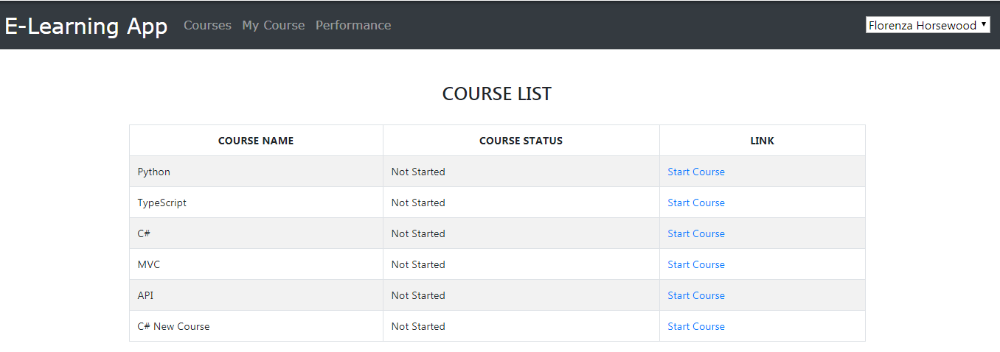 E-Learning App Courses My Course Performance Florenza Horsewood
COURSE LIST
COURSE NAME COURSE STATUS LINK
Python Not Started Start Course
TypeScript Not Started Start Course
C# Not Started Start Course
MVC Not Started Start Course
API Not Started Start Course
C# New Course Not Started Start Course